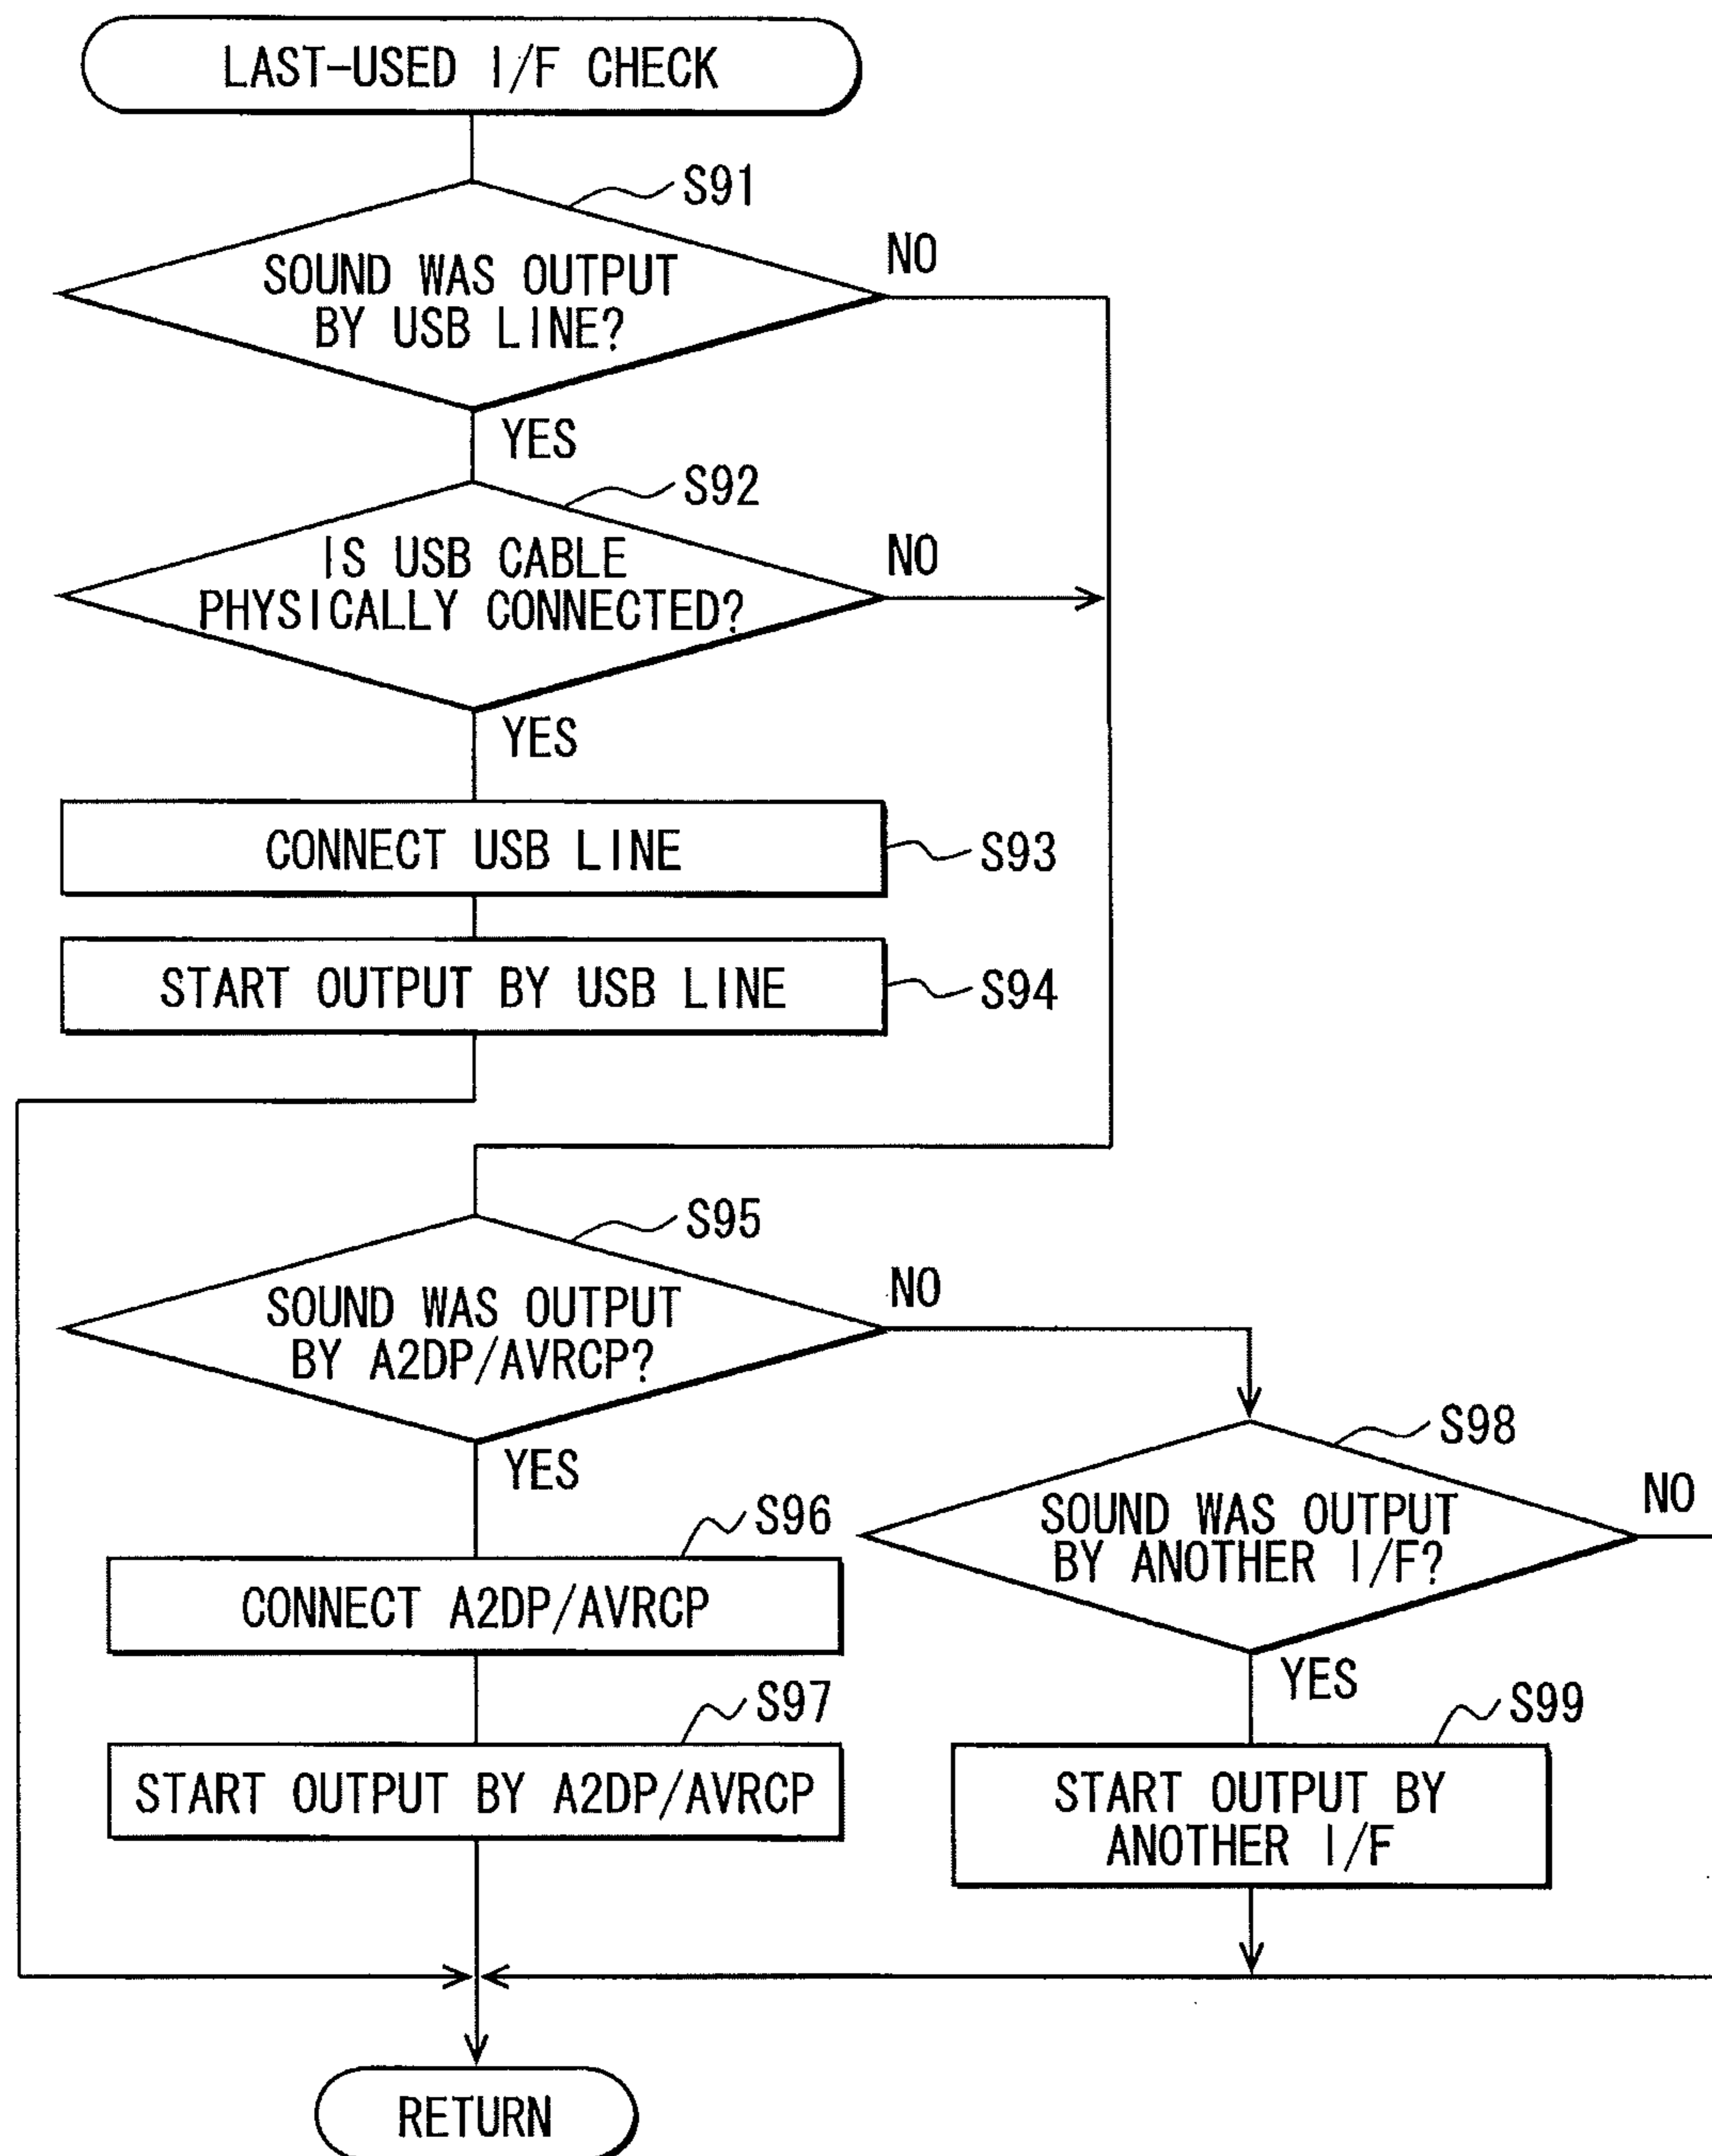 LAST-USED I/F CHECK
S91
SOUND WAS OUTPUT
BY USB LINE?
NO
YES
S92
IS USB CABLE
PHYSICALLY CONNECTED?
NO
YES
CONNECT USB LINE
S93
START OUTPUT BY USB LINE
S94
S95
SOUND WAS OUTPUT
BY A2DP/AVRCP?
NO
YES
S96
CONNECT A2DP/AVRCP
S97
START OUTPUT BY A2DP/AVRCP
S98
SOUND WAS OUTPUT
BY ANOTHER I/F?
NO
YES
S99
START OUTPUT BY
ANOTHER I/F
RETURN